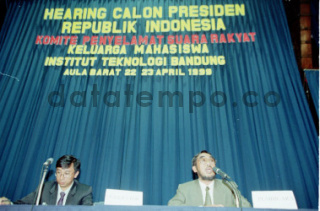 HEARING CALON PRESIDEN
REPUBLIK INDONESIA
KOMITE PENYELAMAT SUARA RAKYAT
KELUARGA MAHASISWA
INSTITUT TEKNOLOGI BANDUNG
AULA BARAT 22 23 APRIL 1999
datatempo.co